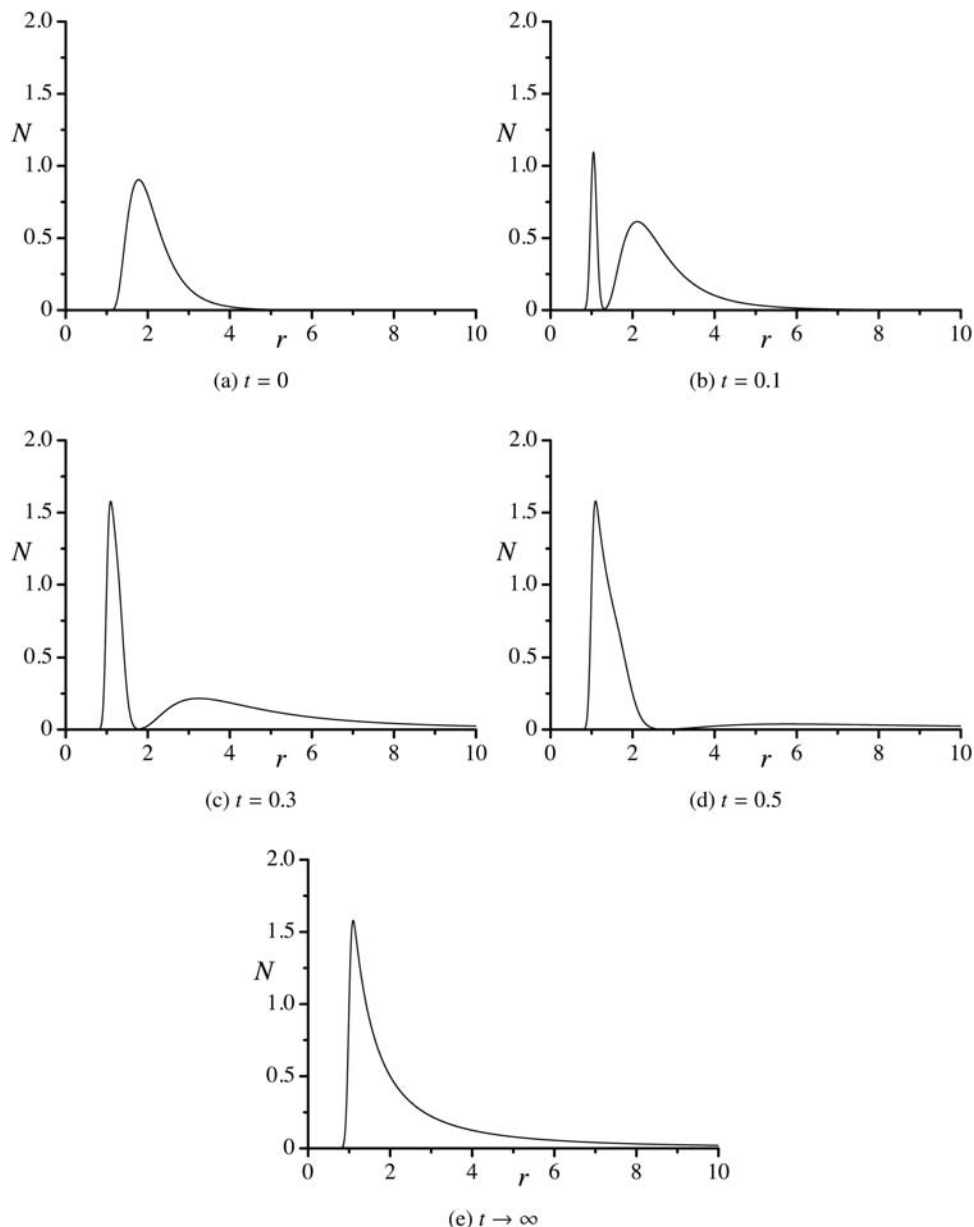 2.0 2.0
1.5 1.5
N N
1.0 1.0
0.5 0.5
0 0
0 2 4 6 8 10 0 2 4 6 8 10
r r
(a) t = 0 (b) t = 0.1
2.0 2.0
1.5 1.5
N N
1.0 1.0
0.5 0.5
0 0
0 2 4 6 8 10 0 2 4 6 8 10
r r
(c) t = 0.3 (d) t = 0.5
2.0
1.5
N
1.0
0.5
0
0 2 4 6 8 10
r
(e) t → ∞